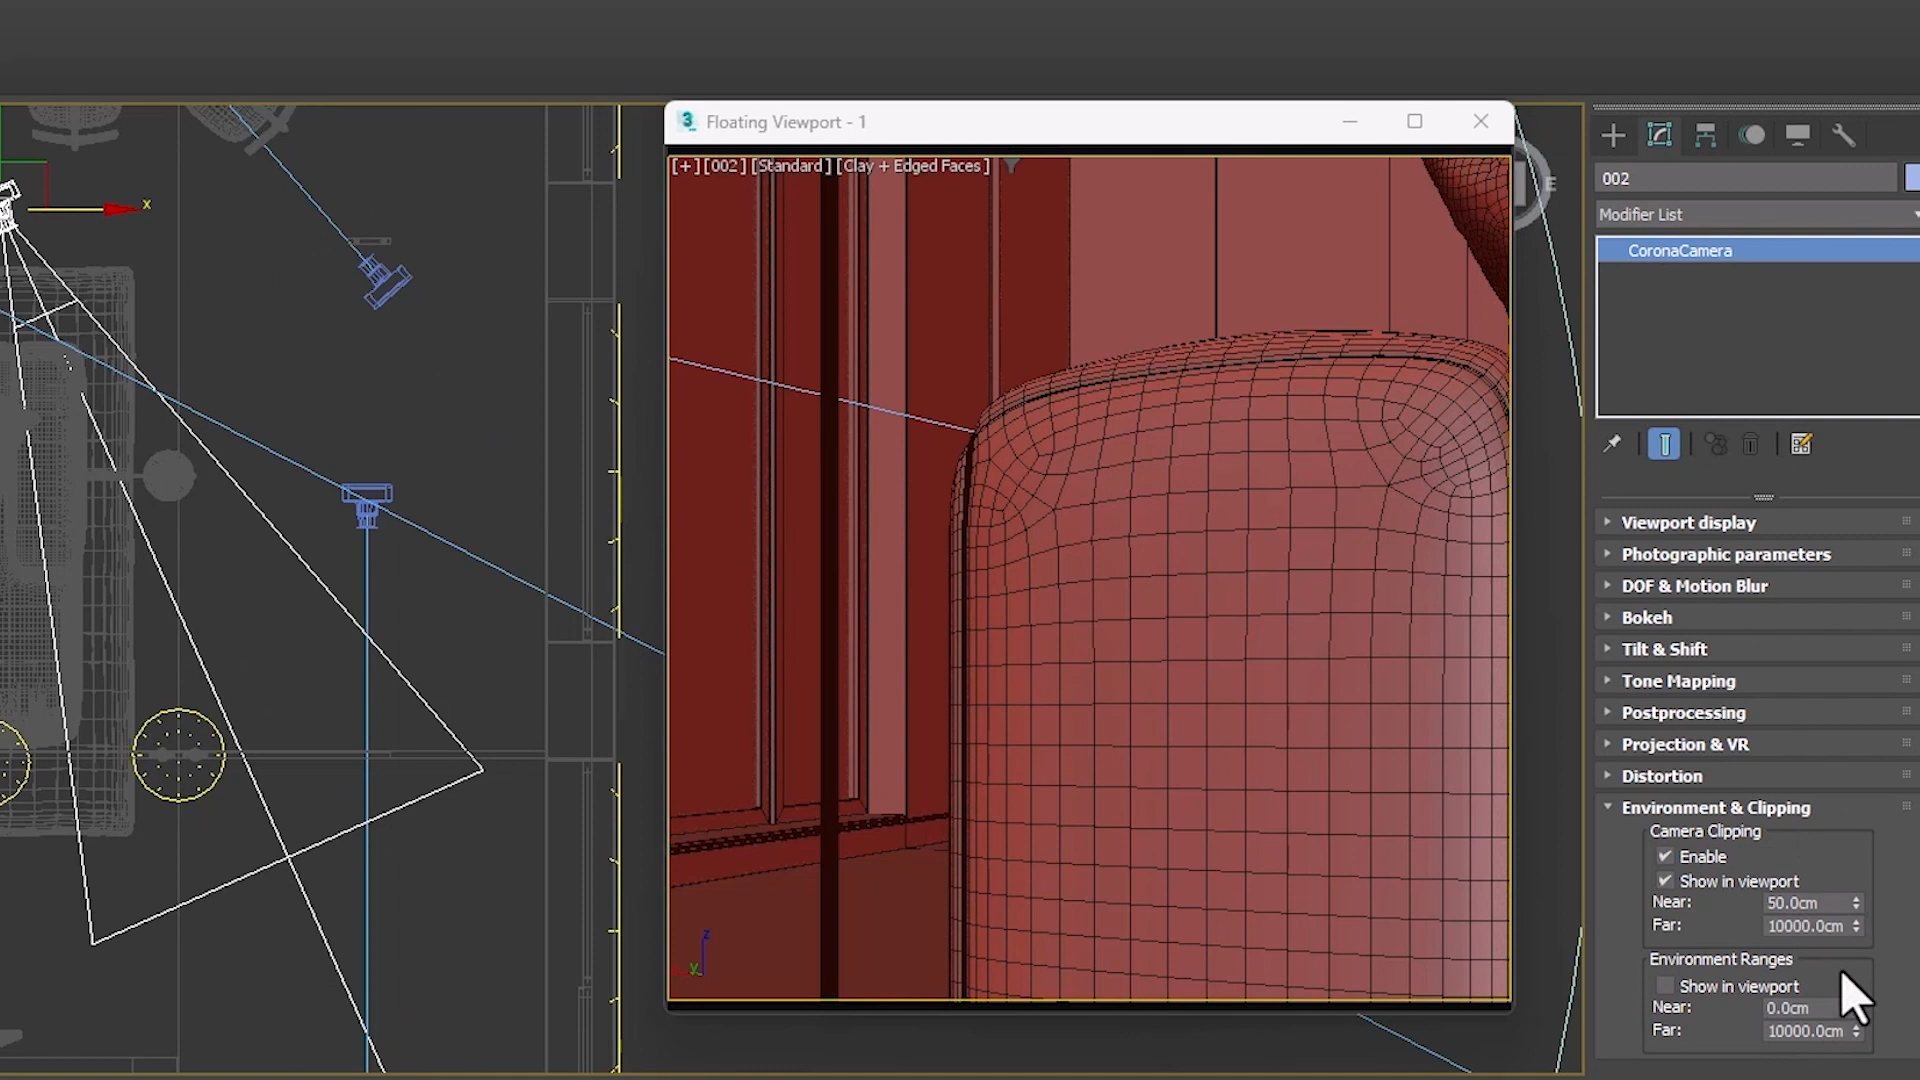 3 Floating Viewport - 1
[+] [002] [Standard] [Clay + Edged Faces]
x
E
z
y
002
Modifier List
CoronaCamera
Viewport display
Photographic parameters
DOF & Motion Blur
Bokeh
Tilt & Shift
Tone Mapping
Postprocessing
Projection & VR
Distortion
Environment & Clipping
Camera Clipping
Enable
Show in viewport
Near: 50.0cm
Far: 10000.0cm
Environment Ranges
Show in viewport
Near: 0.0cm
Far: 10000.0cm